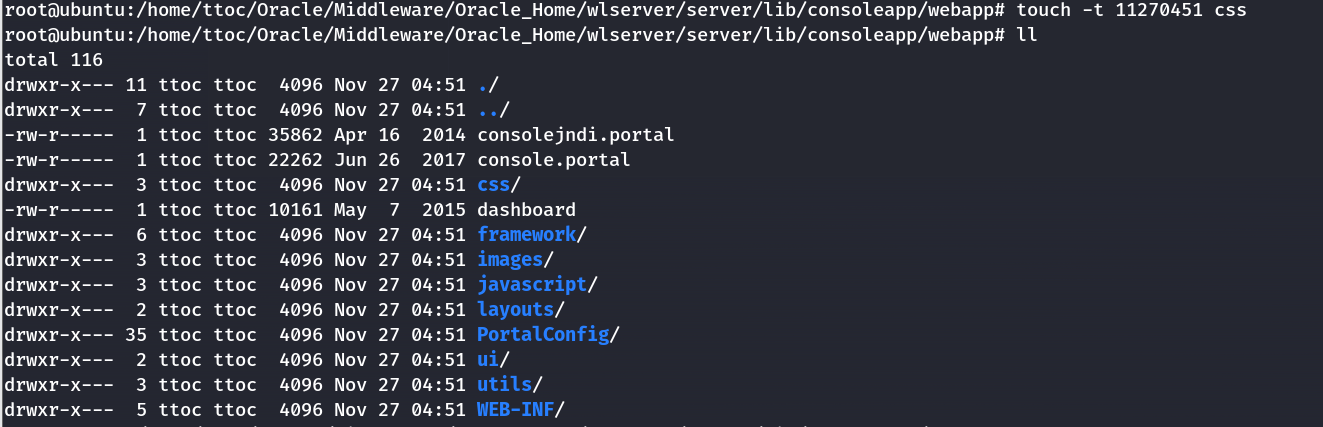 root@ubuntu:/home/ttoc/Oracle/Middleware/Oracle_Home/wlserver/server/lib/consoleapp/webapp# touch -t 11270451 css
root@ubuntu:/home/ttoc/Oracle/Middleware/Oracle_Home/wlserver/server/lib/consoleapp/webapp# ll
total 116
drwxr-x--- 11 ttoc ttoc  4096 Nov 27 04:51 ./
drwxr-x---  7 ttoc ttoc  4096 Nov 27 04:51 ../
-rw-r-----  1 ttoc ttoc 35862 Apr 16  2014 consolejndi.portal
-rw-r-----  1 ttoc ttoc 22262 Jun 26  2017 console.portal
drwxr-x---  3 ttoc ttoc  4096 Nov 27 04:51 css/
-rw-r-----  1 ttoc ttoc 10161 May  7  2015 dashboard
drwxr-x---  6 ttoc ttoc  4096 Nov 27 04:51 framework/
drwxr-x---  3 ttoc ttoc  4096 Nov 27 04:51 images/
drwxr-x---  3 ttoc ttoc  4096 Nov 27 04:51 javascript/
drwxr-x---  2 ttoc ttoc  4096 Nov 27 04:51 layouts/
drwxr-x--- 35 ttoc ttoc  4096 Nov 27 04:51 PortalConfig/
drwxr-x---  2 ttoc ttoc  4096 Nov 27 04:51 ui/
drwxr-x---  3 ttoc ttoc  4096 Nov 27 04:51 utils/
drwxr-x---  5 ttoc ttoc  4096 Nov 27 04:51 WEB-INF/